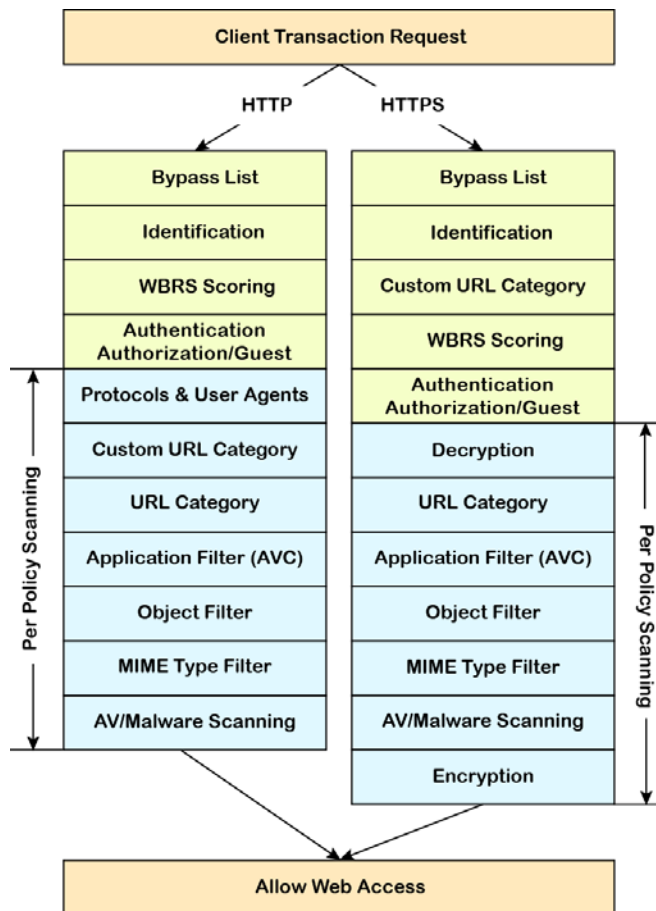 Client Transaction Request
HTTP
HTTPS
Bypass List
Identification
WBRS Scoring
Authentication
Authorization/Guest
Protocols & User Agents
Custom URL Category
URL Category
Application Filter (AVC)
Object Filter
MIME Type Filter
AV/Malware Scanning
Per Policy Scanning
Bypass List
Identification
Custom URL Category
WBRS Scoring
Authentication
Authorization/Guest
Decryption
URL Category
Application Filter (AVC)
Object Filter
MIME Type Filter
AV/Malware Scanning
Encryption
Per Policy Scanning
Allow Web Access